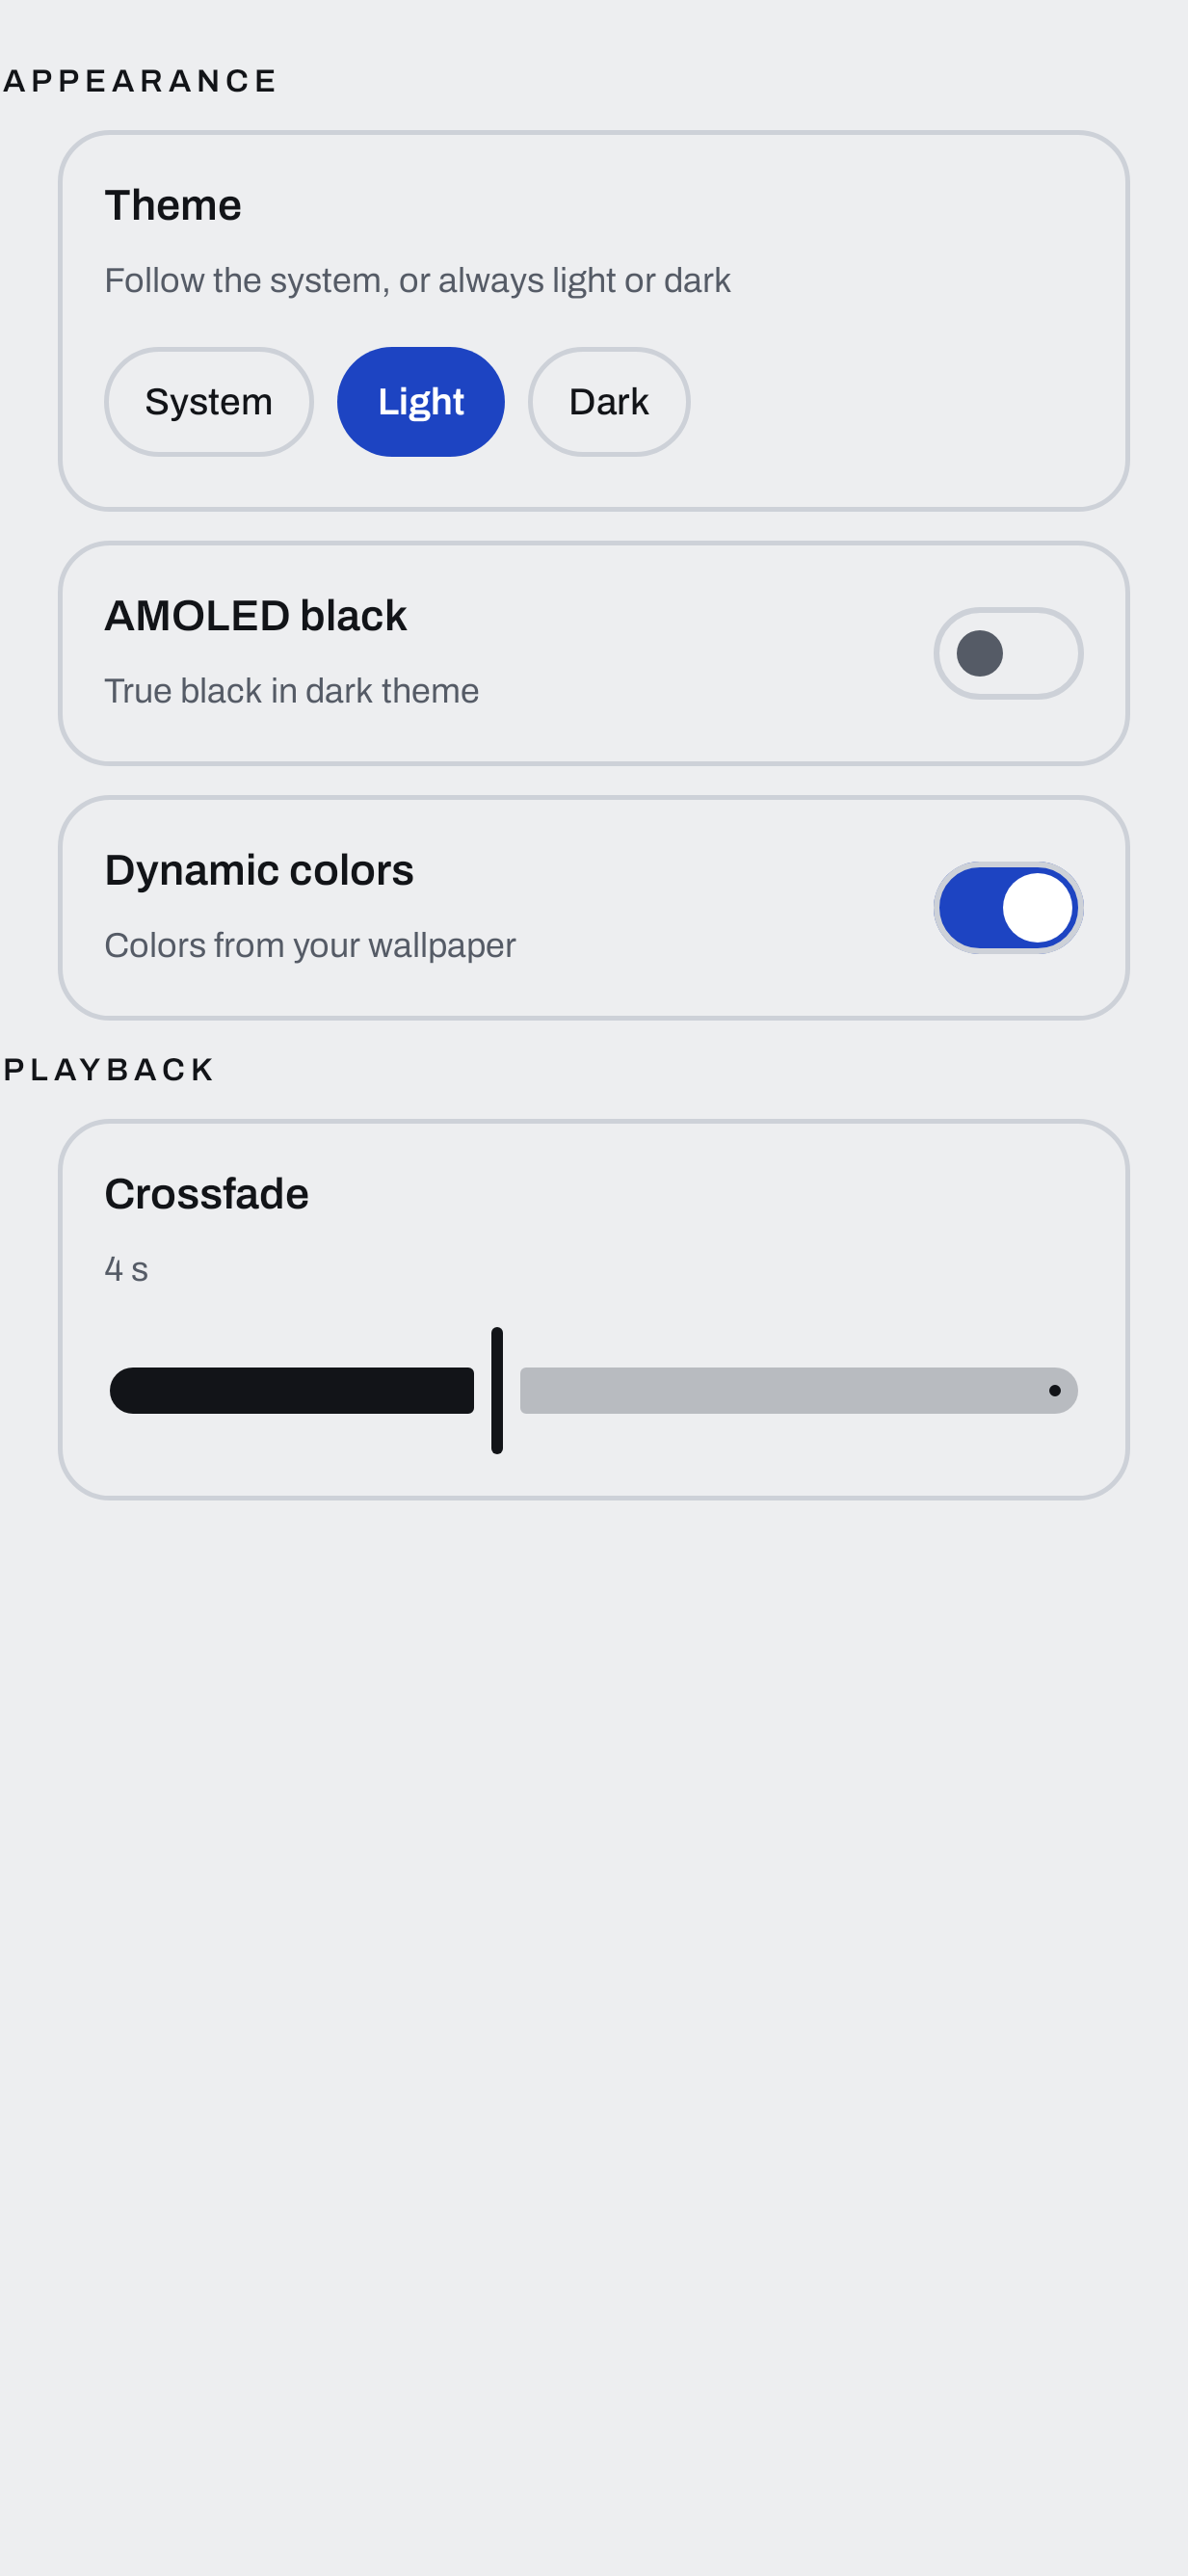 APPEARANCE
Theme
Follow the system, or always light or dark
System Light Dark
AMOLED black
True black in dark theme
Dynamic colors
Colors from your wallpaper
PLAYBACK
Crossfade
4 s